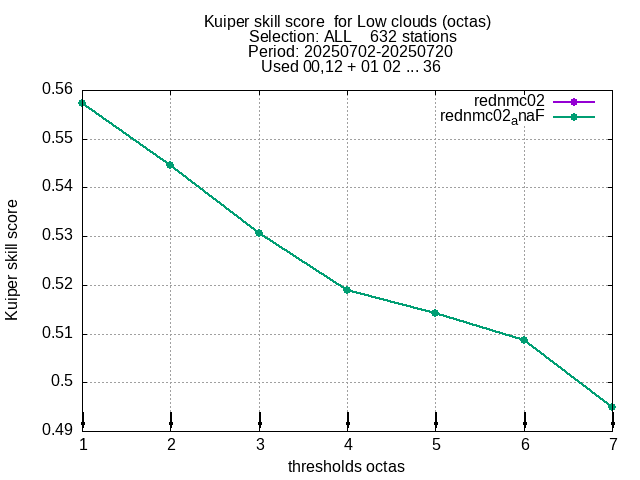 Kuiper skill score  for Low clouds (octas)
Selection: ALL    632 stations
Period: 20250702-20250720
Used 00,12 + 01 02 ... 36
rednmc02
rednmc02anaF
0.56
0.55
0.54
0.53
0.52
0.51
0.5
0.49
Kuiper skill score
1 2 3 4 5 6 7
thresholds octas